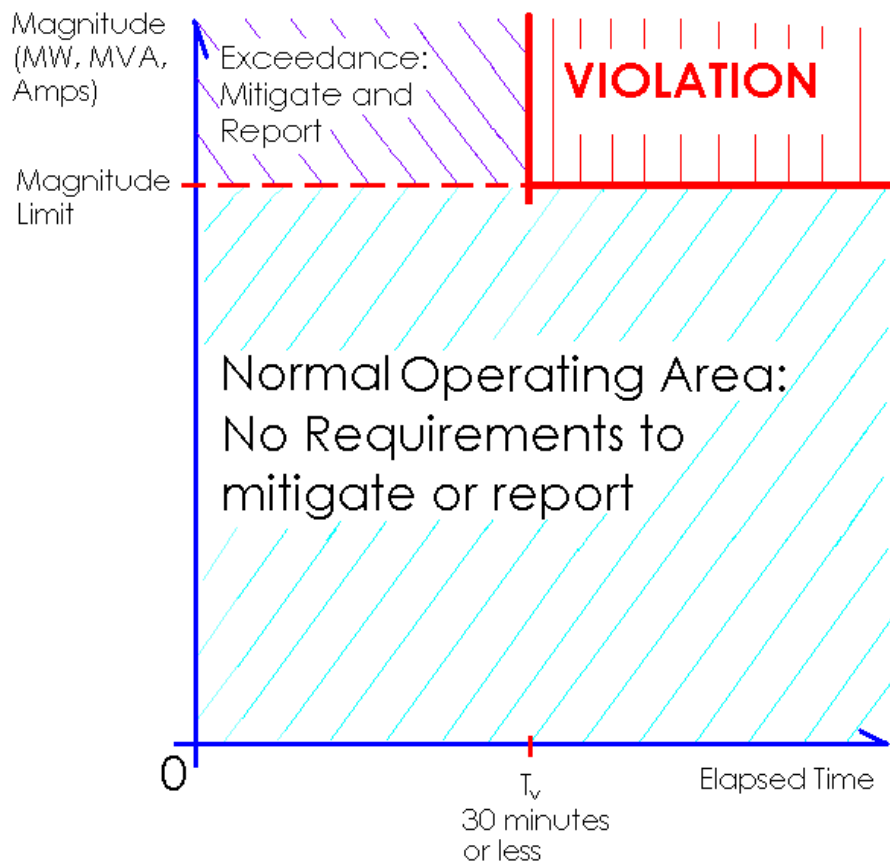 Magnitude
(MW, MVA,
Amps)
Exceedance:
Mitigate and
Report
VIOLATION
Magnitude
Limit
Normal Operating Area:
No Requirements to
mitigate or report
0
Tv
30 minutes
or less
Elapsed Time